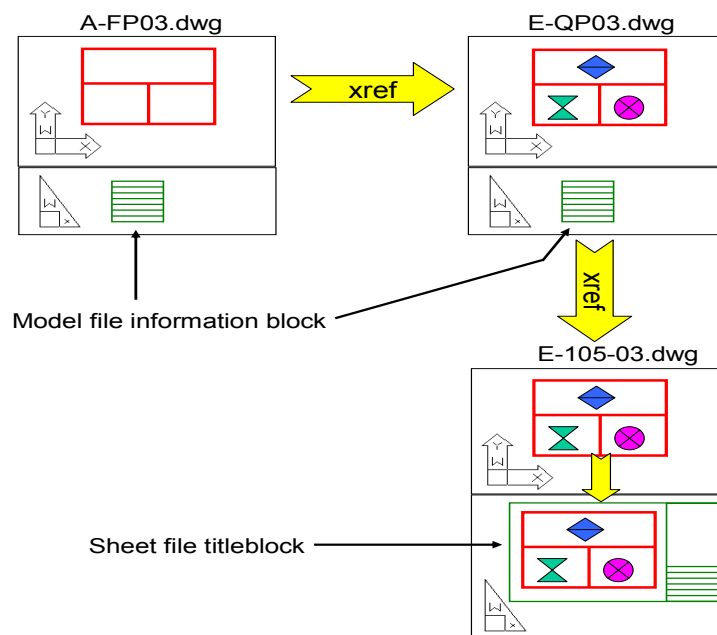 A-FP03.dwg
E-QP03.dwg
xref
Y
W
X
Y
W
X
W
x
W
x
Model file information block
xref
E-105-03.dwg
Y
W
X
Sheet file titleblock
W
x